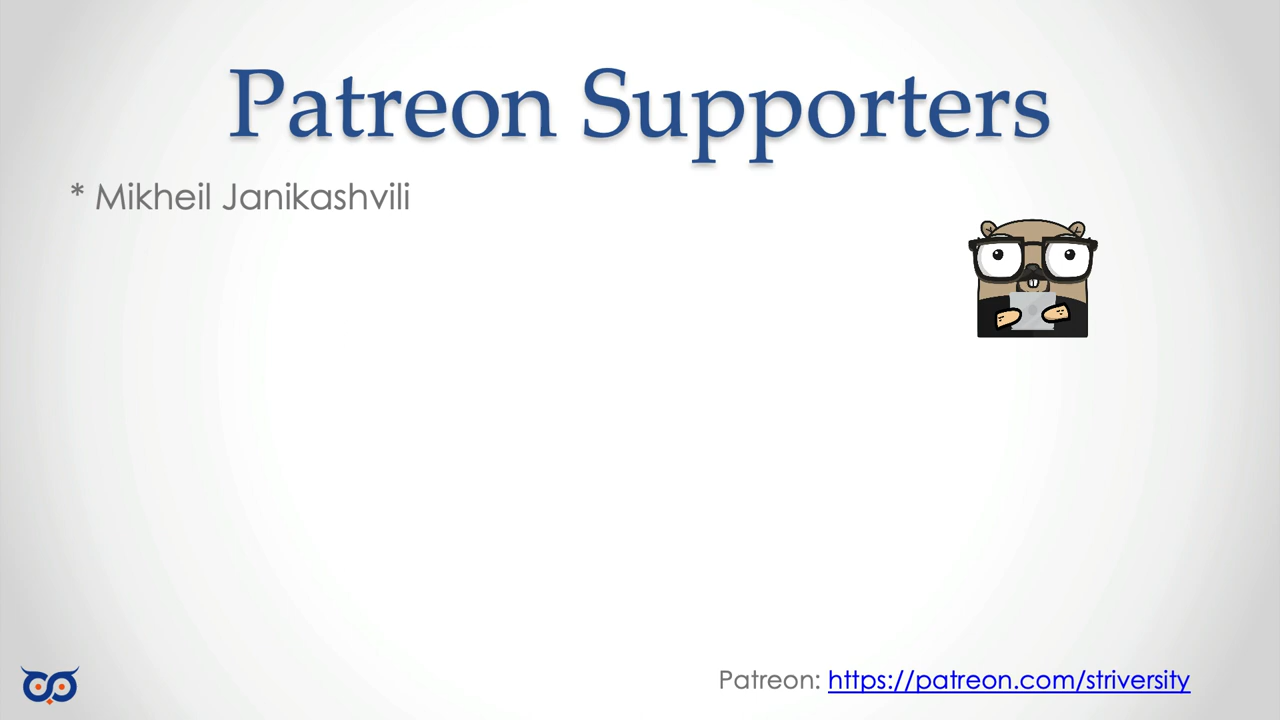 Patreon Supporters
* Mikheil Janikashvili
Patreon: https://patreon.com/striversity